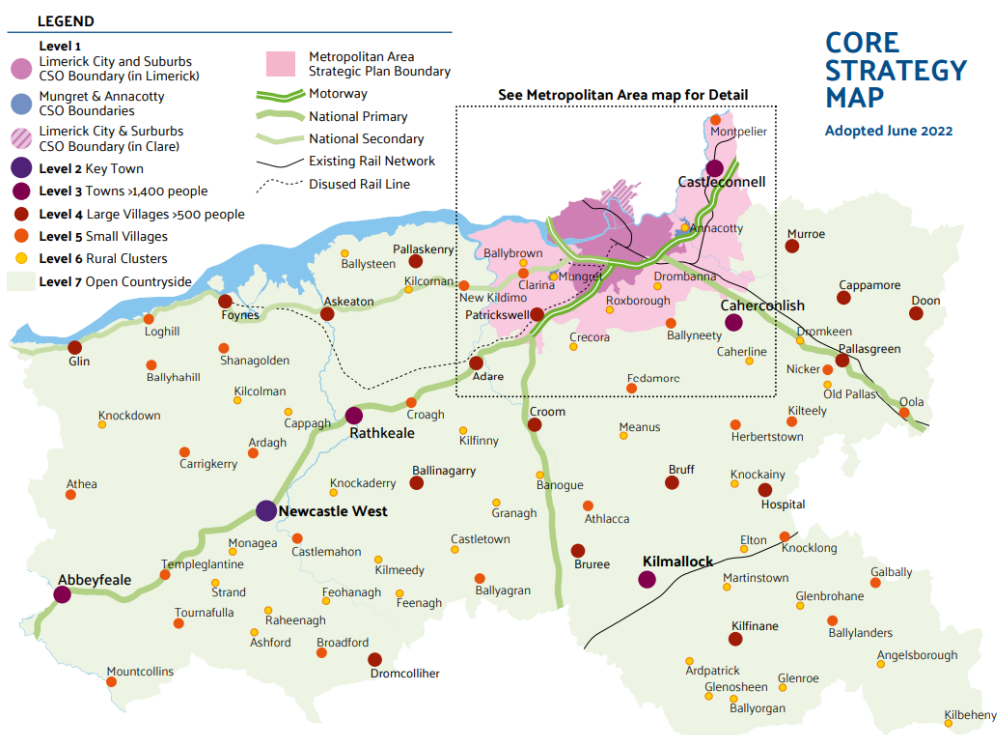 LEGEND
Level 1
Limerick City and Suburbs
CSO Boundary (in Limerick)
Mungret & Annacotty
CSO Boundaries
Limerick City & Suburbs
CSO Boundary (in Clare)
Level 2 Key Town
Level 3 Towns >1,400 people
Level 4 Large Villages >500 people
Level 5 Small Villages
Level 6 Rural Clusters
Level 7 Open Countryside
Metropolitan Area
Strategic Plan Boundary
Motorway
National Primary
National Secondary
Existing Rail Network
Disused Rail Line
CORE
STRATEGY
MAP
Adopted June 2022
See Metropolitan Area map for Detail
Montpelier
Castleconnell
Annacotty
Murroe
Pallaskenry
Ballysteen
Ballybrown
Kilcornan
Clarina
Mungret
Drombanna
Cappamore
New Kildimo
Roxborough
Doon
Foynes
Askeaton
Patrickswell
Caherconlish
Loghill
Ballyneety
Dromkeen
Crecora
Caherline
Pallasgreen
Glin
Shanagolden
Adare
Nicker
Ballyhahill
Fedamore
Old Pallas
Kilcolman
Oola
Knockdown
Cappagh
Croagh
Croom
Kilteely
Rathkeale
Kilfinny
Meanus
Herbertstown
Ardagh
Carrigkerry
Ballinagarry
Bruff
Knockainy
Athea
Knockaderry
Banogue
Hospital
Newcastle West
Granagh
Athlacca
Monagea
Castlemahon
Castletown
Elton
Knocklong
Templeglantine
Kilmeedy
Bruree
Kilmallock
Abbeyfeale
Strand
Feohanagh
Feenagh
Ballyagran
Martinstown
Galbally
Glenbrohane
Tournafulla
Raheenagh
Ashford
Broadford
Kilfinane
Ballylanders
Mountcollins
Dromcolliher
Ardpatrick
Angelsborough
Glenosheen
Glenroe
Ballyorgan
Kilbeheny